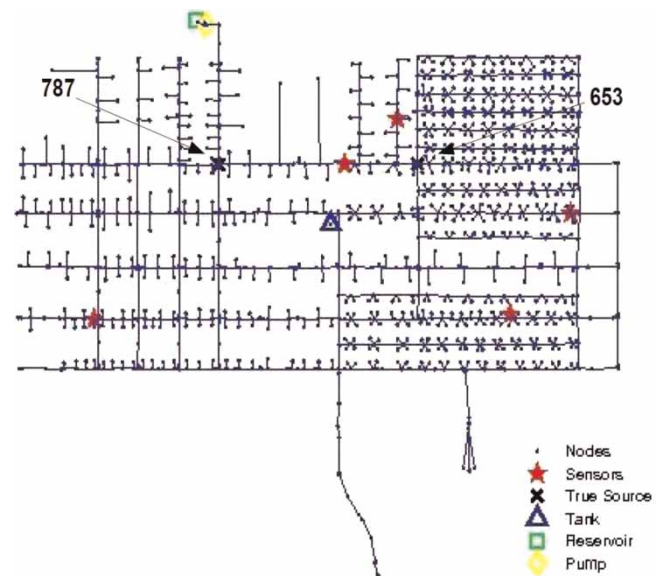 787
653
Nodes
Sensors
True Source
Tank
Reservoir
Pump